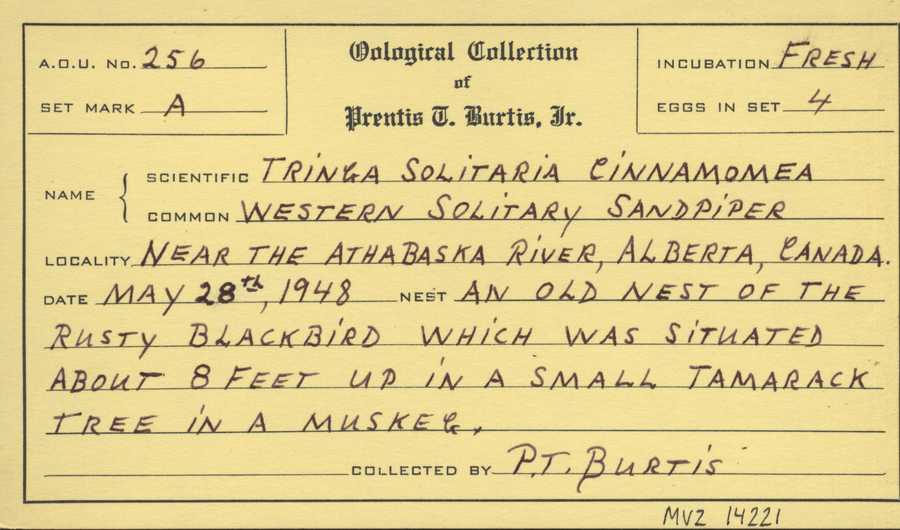 A.O.U. No. 256
SET MARK A
Oological Collection
of
Prentis T. Burtis, Jr.
INCUBATION FRESH
EGGS IN SET 4
NAME { SCIENTIFIC TRINGA SOLITARIA CINNAMOMEA
COMMON WESTERN SOLITARY SANDPIPER
LOCALITY NEAR THE ATHABASKA RIVER, ALBERTA, CANADA.
DATE MAY 28th, 1948 NEST AN OLD NEST OF THE
RUSTY BLACKBIRD WHICH WAS SITUATED
ABOUT 8 FEET UP IN A SMALL TAMARACK
TREE IN A MUSKEG.
COLLECTED BY P.T. BURTIS
MVZ 14221